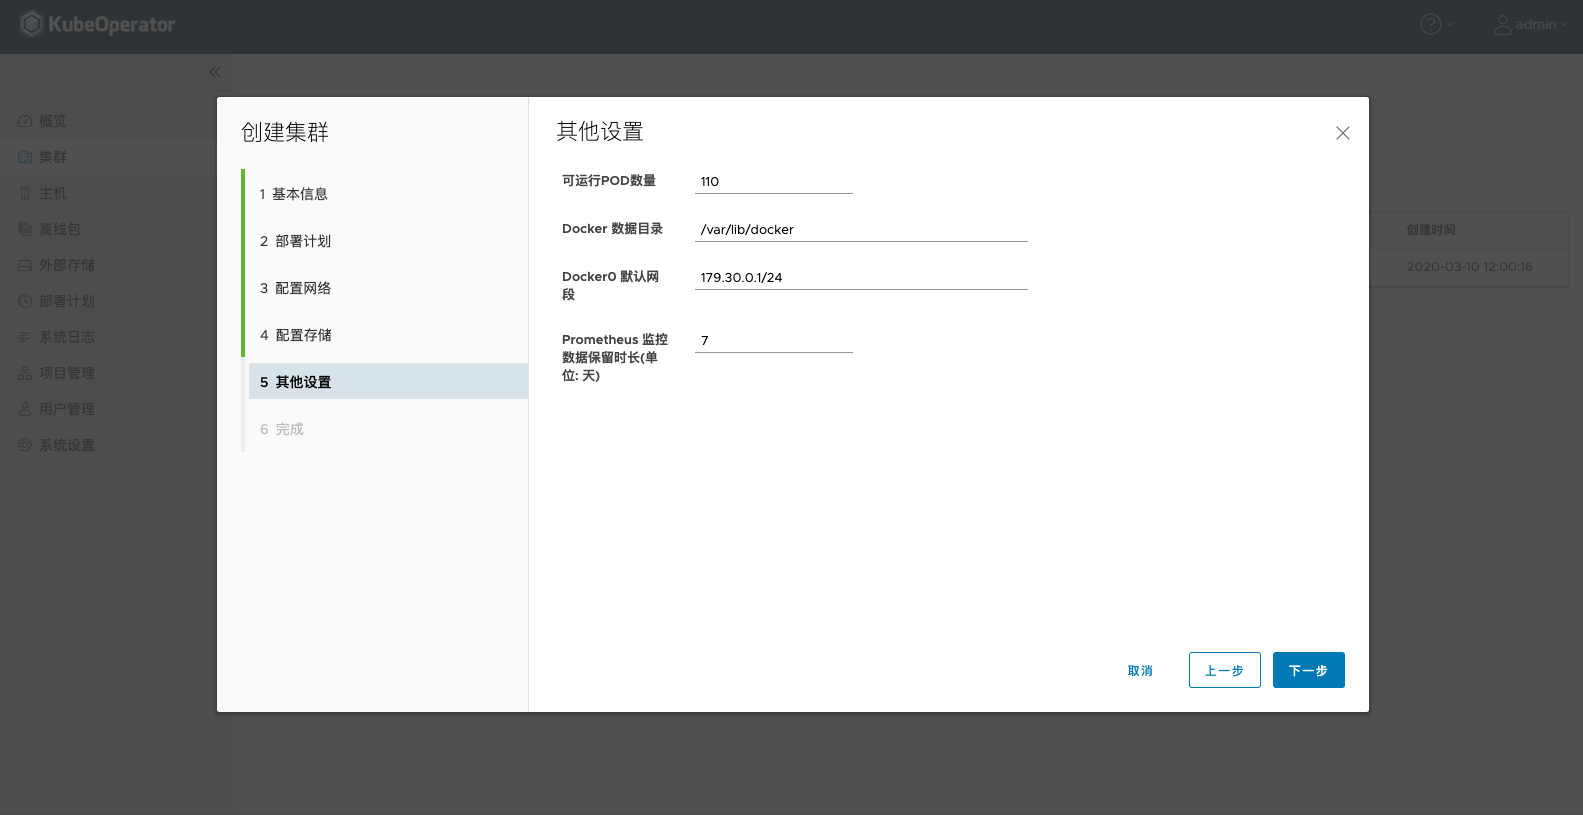 KubeOperator
admin
概览
集群
主机
离线包
外部存储
部署计划
系统日志
项目管理
用户管理
系统设置
创建集群
1 基本信息
2 部署计划
3 配置网络
4 配置存储
5 其他设置
6 完成
其他设置
可运行POD数量
110
Docker 数据目录
/var/lib/docker
Docker0 默认网
段
179.30.0.1/24
Prometheus 监控
数据保留时长(单
位: 天)
7
取消
上一步
下一步
创建时间
2020-03-10 12:00:16